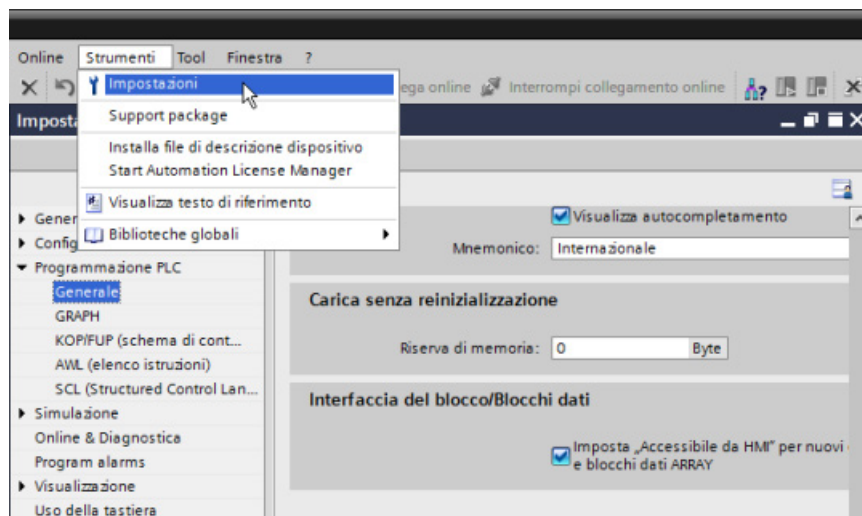 Online Strumenti Tool Finestra ?
Impostazioni
ega online Interrompi collegamento online
Support package
Imposta
Installa file di descrizione dispositivo
Start Automation License Manager
Visualizza testo di riferimento
Biblioteche globali
Gener
Config
Programmazione PLC
Generale
GRAPH
KOP/FUP (schema di cont...
AWL (elenco istruzioni)
SCL (Structured Control Lan...
Simulazione
Online & Diagnostica
Program alarms
Visualizzazione
Uso della tastiera
Visualizza autocompletamento
Mnemonico: Internazionale
Carica senza reinizializzazione
Riserva di memoria: 0 Byte
Interfaccia del blocco/Blocchi dati
Imposta „Accessibile da HMI" per nuovi
e blocchi dati ARRAY